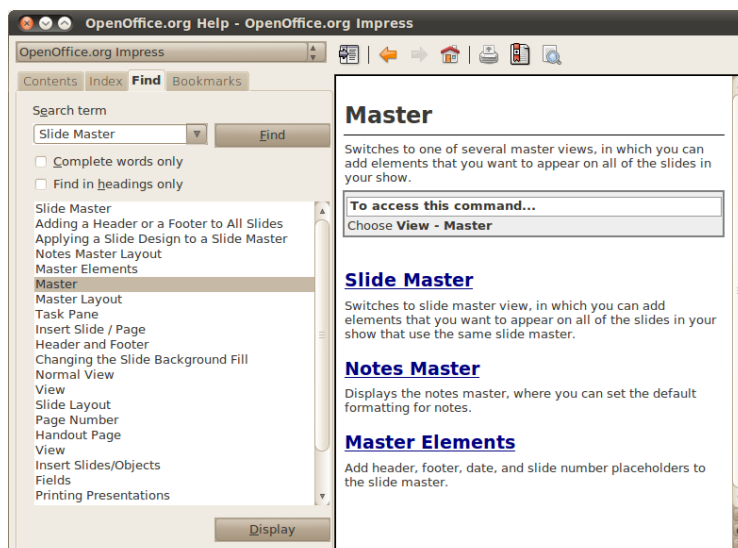 OpenOffice.org Help - OpenOffice.org Impress
OpenOffice.org Impress
Contents Index Find Bookmarks
Search term
Slide Master
Find
Complete words only
Find in headings only
Slide Master
Adding a Header or a Footer to All Slides
Applying a Slide Design to a Slide Master
Notes Master Layout
Master Elements
Master
Master Layout
Task Pane
Insert Slide / Page
Header and Footer
Changing the Slide Background Fill
Normal View
View
Slide Layout
Page Number
Handout Page
View
Insert Slides/Objects
Fields
Printing Presentations
Display
Master
Switches to one of several master views, in which you can
add elements that you want to appear on all of the slides in
your show.
To access this command...
Choose View - Master
Slide Master
Switches to slide master view, in which you can add
elements that you want to appear on all of the slides in your
show that use the same slide master.
Notes Master
Displays the notes master, where you can set the default
formatting for notes.
Master Elements
Add header, footer, date, and slide number placeholders to
the slide master.